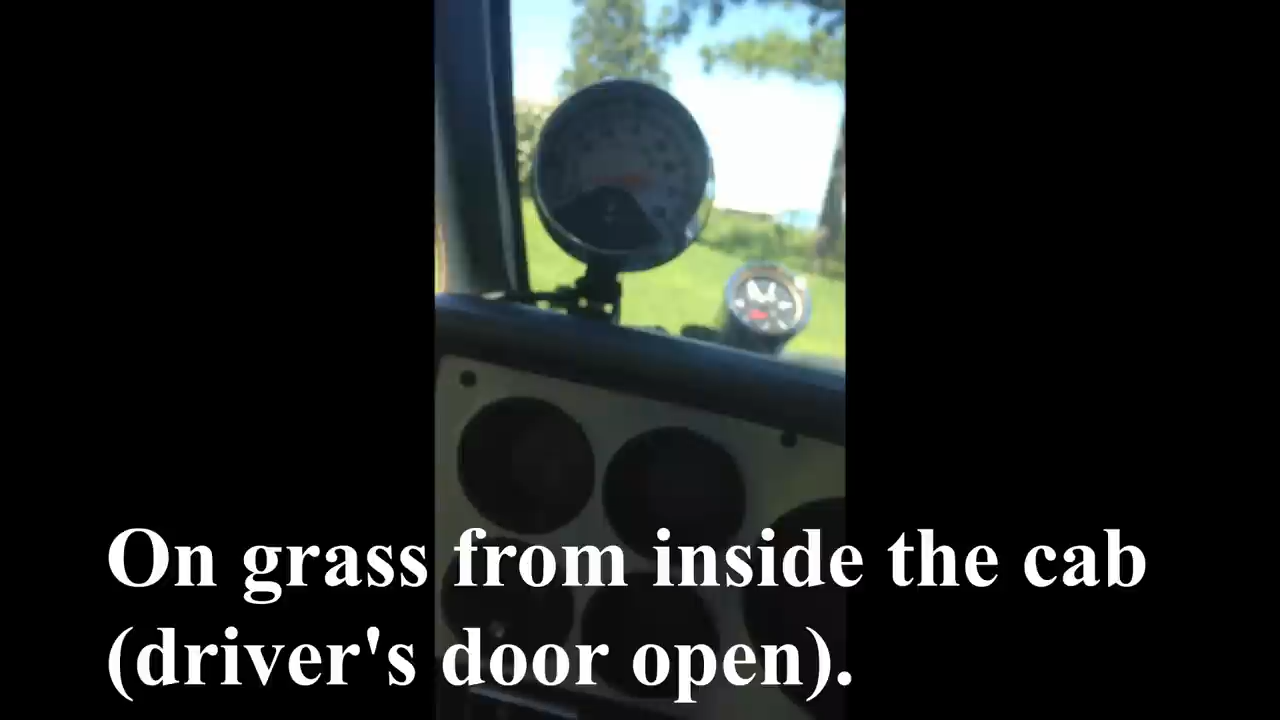 On grass from inside the cab
(driver's door open).